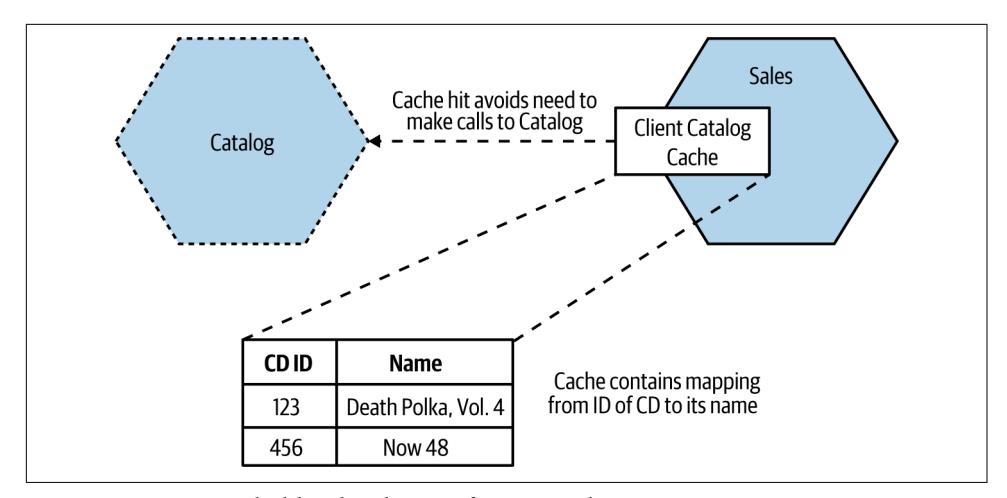 Sales
Cache hit avoids need to
make calls to Catalog
Catalog
Client Catalog
Cache
CD ID Name
123 Death Polka, Vol. 4
456 Now 48
Cache contains mapping
from ID of CD to its name